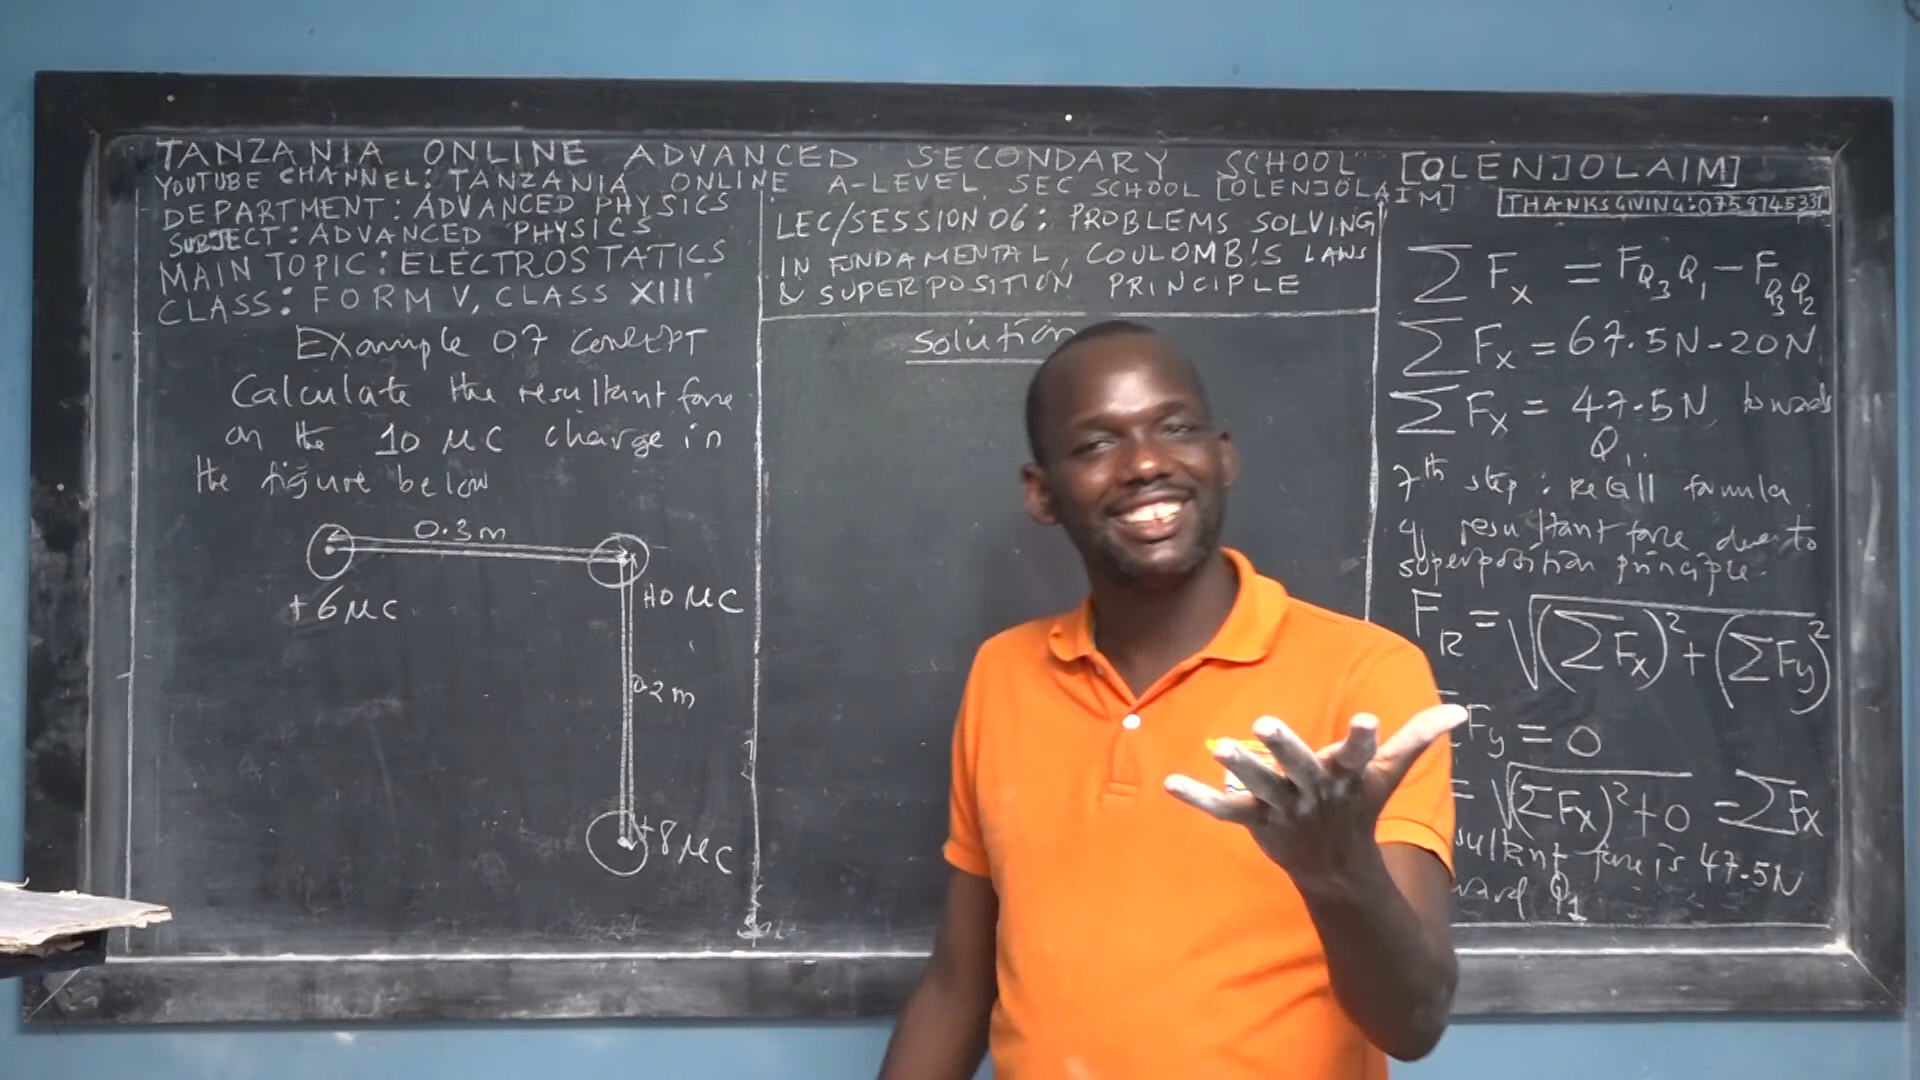 TANZANIA ONLINE ADVANCED SECONDARY SCHOOL [OLENJOLAIM]
YOUTUBE CHANNEL: TANZANIA ONLINE A-LEVEL SEC SCHOOL [OLENJOLAIM]
THANKSGIVING: 0759745331
DEPARTMENT: ADVANCED PHYSICS
SUBJECT: ADVANCED PHYSICS
MAIN TOPIC: ELECTROSTATICS
CLASS: FORM V, CLASS XIII
Example 07 concept
Calculate the resultant force
on the 10 μC charge in
the figure below
0.3m
+6μC
+10 μC
0.2m
+8μC
LEC/SESSION 06: PROBLEMS SOLVING
IN FUNDAMENTAL, COULOMB'S LAWS
& SUPERPOSITION PRINCIPLE
Solution
∑Fx = FQ3Q1 - FQ3Q2
∑Fx = 67.5N - 20N
∑Fx = 47.5N towards
Q1.
7th step: recall formula
of resultant force due to
superposition principle.
FR = √(∑Fx)² + (∑Fy)²
Fy = 0
= √(∑Fx)² + 0 = ∑Fx
sultant force is 47.5N
ward Q1